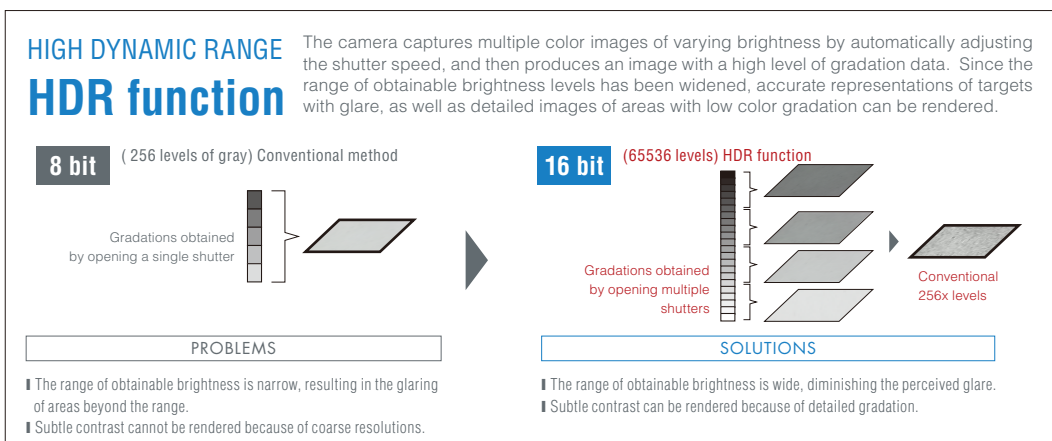 HIGH DYNAMIC RANGE
HDR function
The camera captures multiple color images of varying brightness by automatically adjusting
the shutter speed, and then produces an image with a high level of gradation data. Since the
range of obtainable brightness levels has been widened, accurate representations of targets
with glare, as well as detailed images of areas with low color gradation can be rendered.
8 bit ( 256 levels of gray) Conventional method
Gradations obtained
by opening a single shutter
PROBLEMS
The range of obtainable brightness is narrow, resulting in the glaring
of areas beyond the range.
Subtle contrast cannot be rendered because of coarse resolutions.
16 bit (65536 levels) HDR function
Gradations obtained
by opening multiple
shutters
Conventional
256x levels
SOLUTIONS
The range of obtainable brightness is wide, diminishing the perceived glare.
Subtle contrast can be rendered because of detailed gradation.